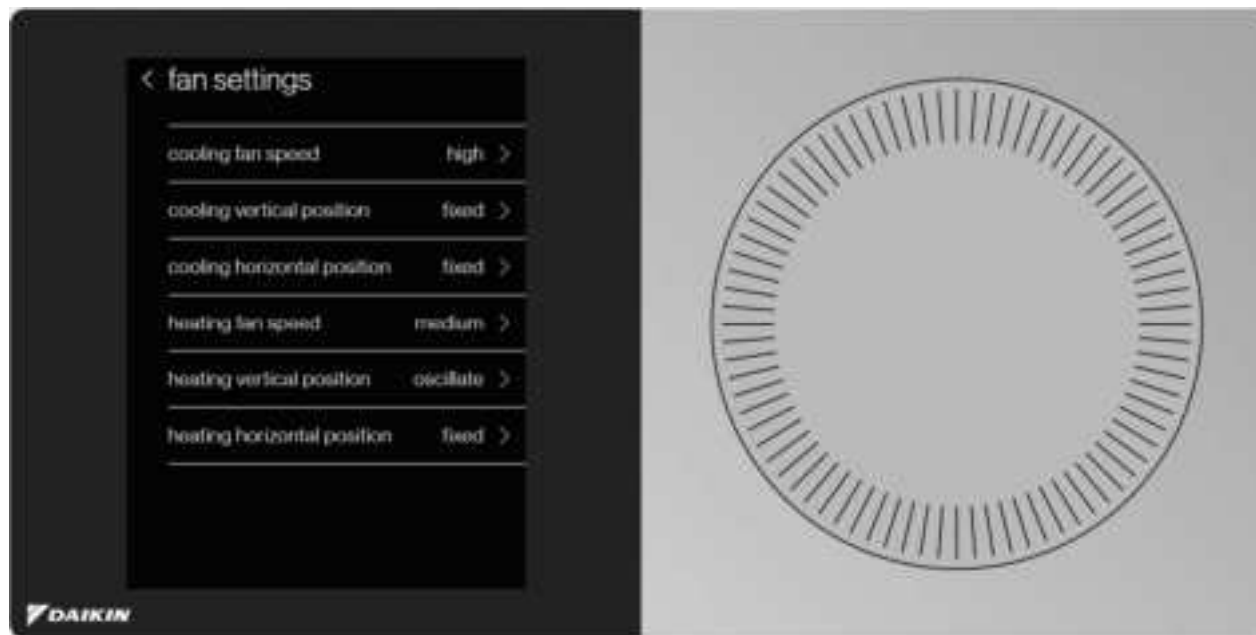 < fan settings
cooling fan speed high >
cooling vertical position fixed >
cooling horizontal position fixed >
heating fan speed medium >
heating vertical position oscillate >
heating horizontal position fixed >
DAIKIN